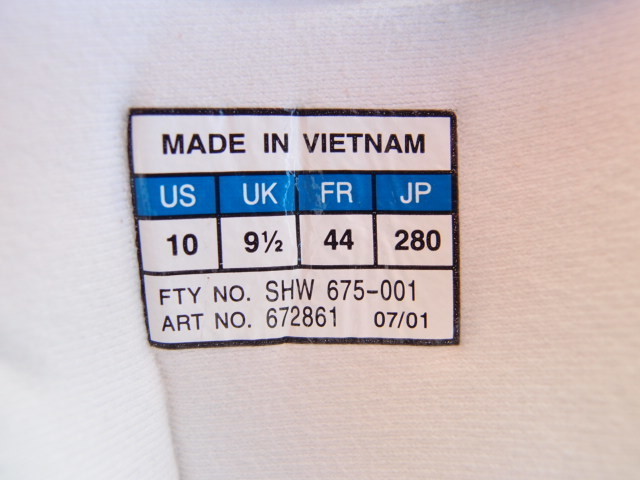 MADE IN VIETNAM
US UK FR JP
10 9½ 44 280
FTY NO. SHW 675-001
ART NO. 672861 07/01